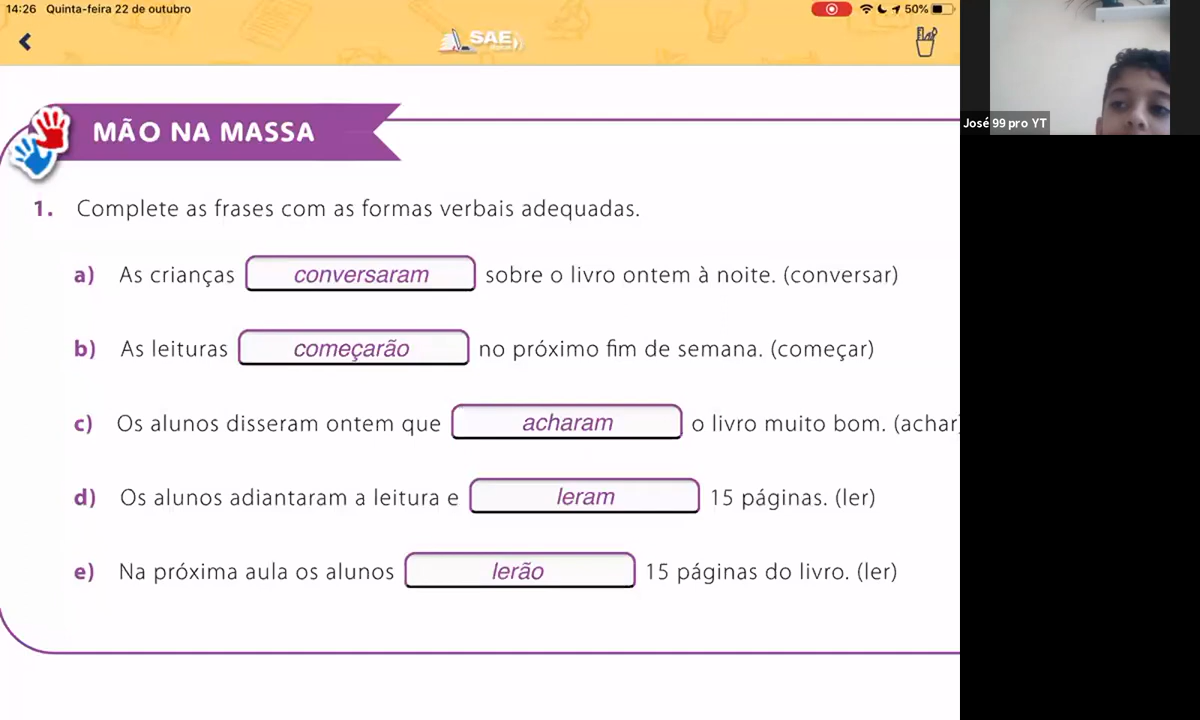 14:26 Quinta-feira 22 de outubro
50%
SAE
MÃO NA MASSA
José 99 pro YT
1. Complete as frases com as formas verbais adequadas.
a) As crianças conversaram sobre o livro ontem à noite. (conversar)
b) As leituras começarão no próximo fim de semana. (começar)
c) Os alunos disseram ontem que acharam o livro muito bom. (achar)
d) Os alunos adiantaram a leitura e leram 15 páginas. (ler)
e) Na próxima aula os alunos lerão 15 páginas do livro. (ler)